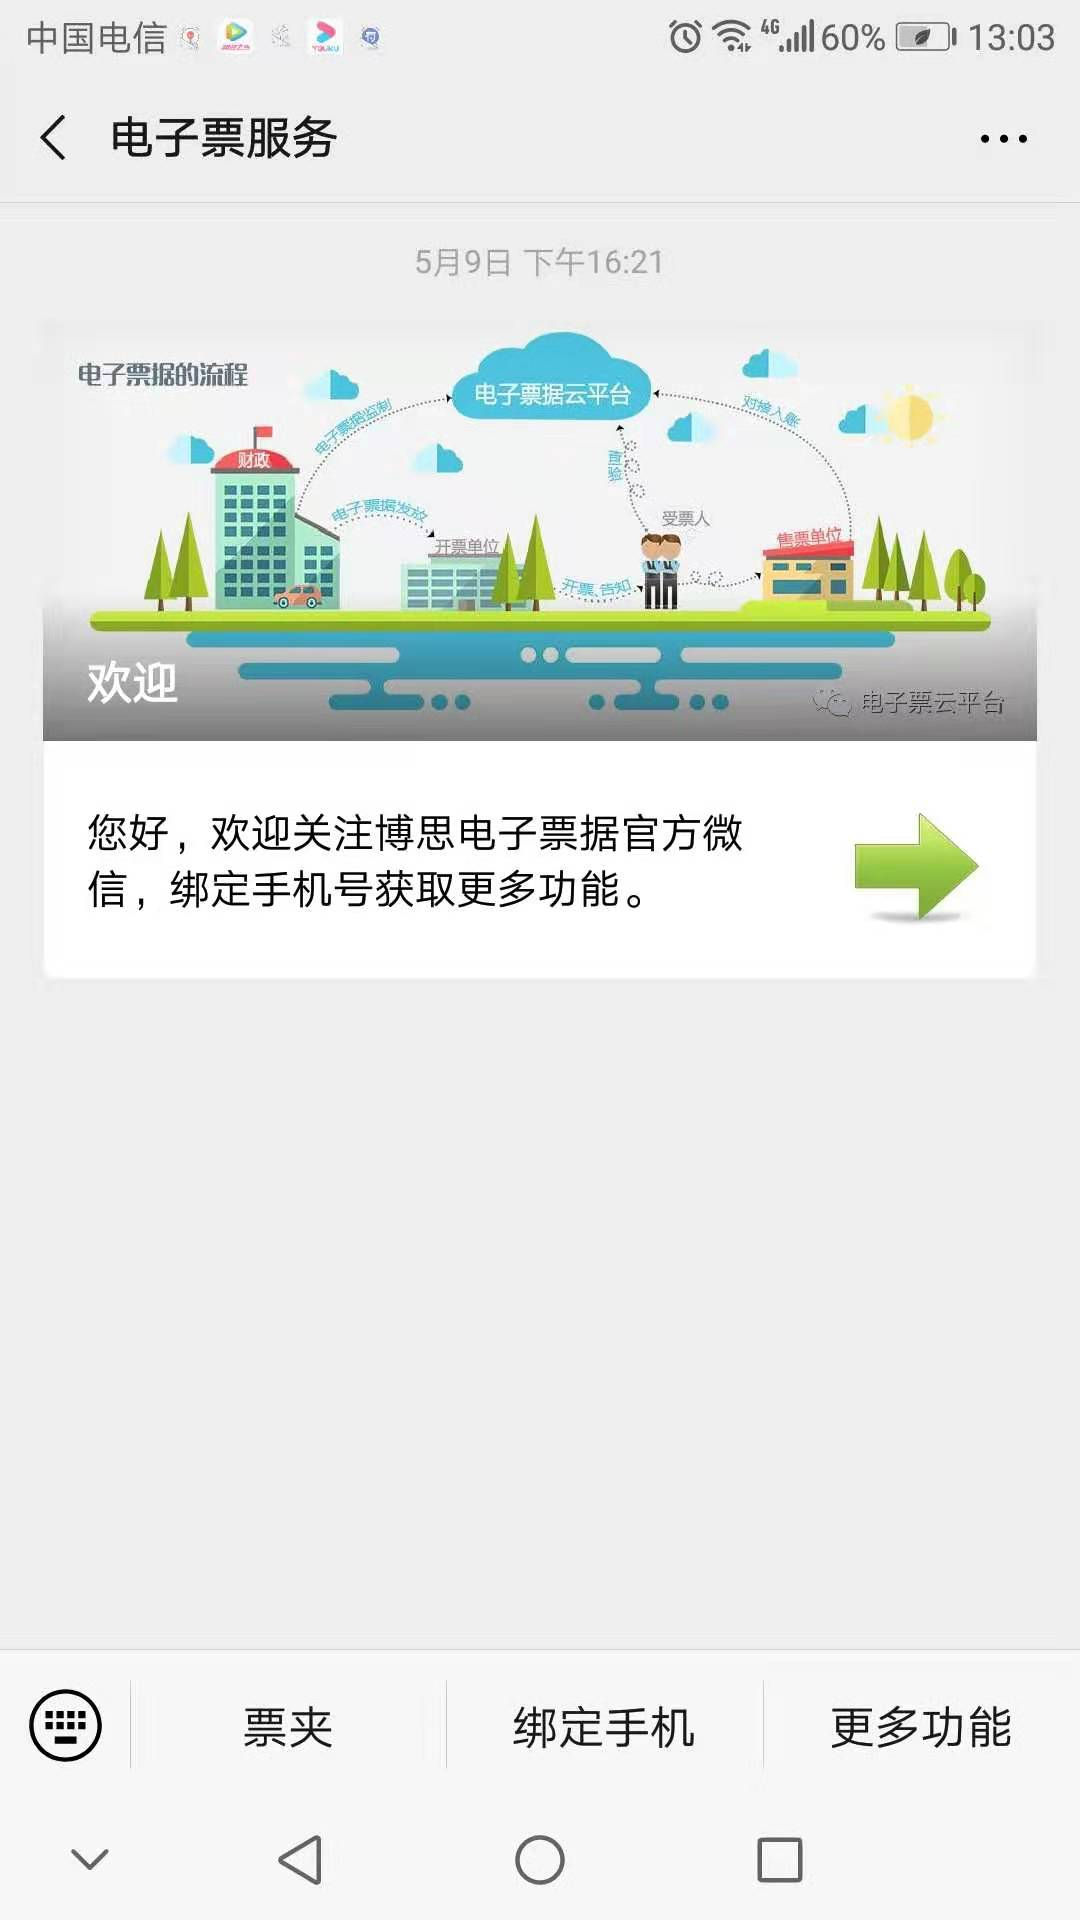 中国电信 4G 60% 13:03
电子票服务
5月9日 下午16:21
电子票据的流程
电子票据云平台
电子票据监制
对接入账
财政
查验
电子票据发放
受票人
开票单位
售票单位
开票、告知
欢迎
电子票云平台
您好，欢迎关注博思电子票据官方微
信，绑定手机号获取更多功能。
票夹
绑定手机
更多功能